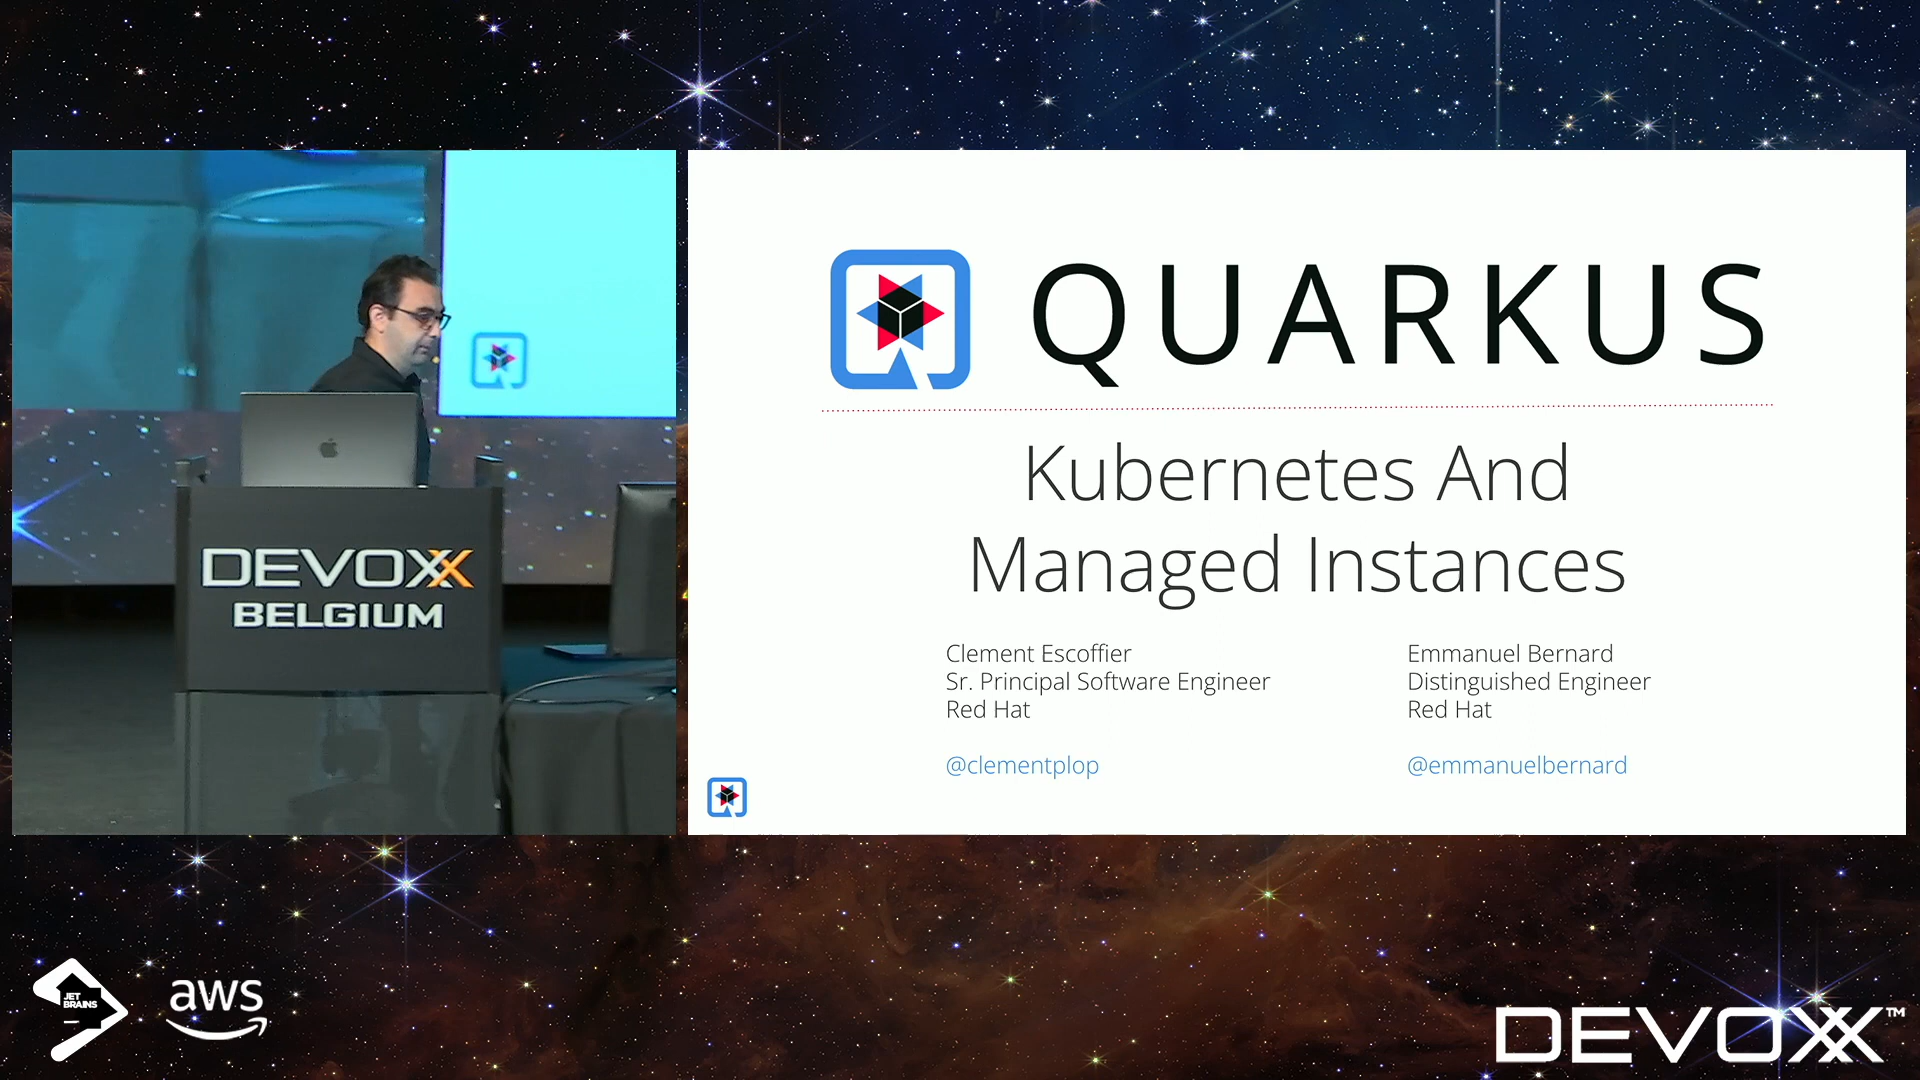 DEVOXX
BELGIUM
QUARKUS
Kubernetes And
Managed Instances
Clement Escoffier
Sr. Principal Software Engineer
Red Hat
@clementplop
Emmanuel Bernard
Distinguished Engineer
Red Hat
@emmanuelbernard
JET
BRAINS
aws
DEVOXX™